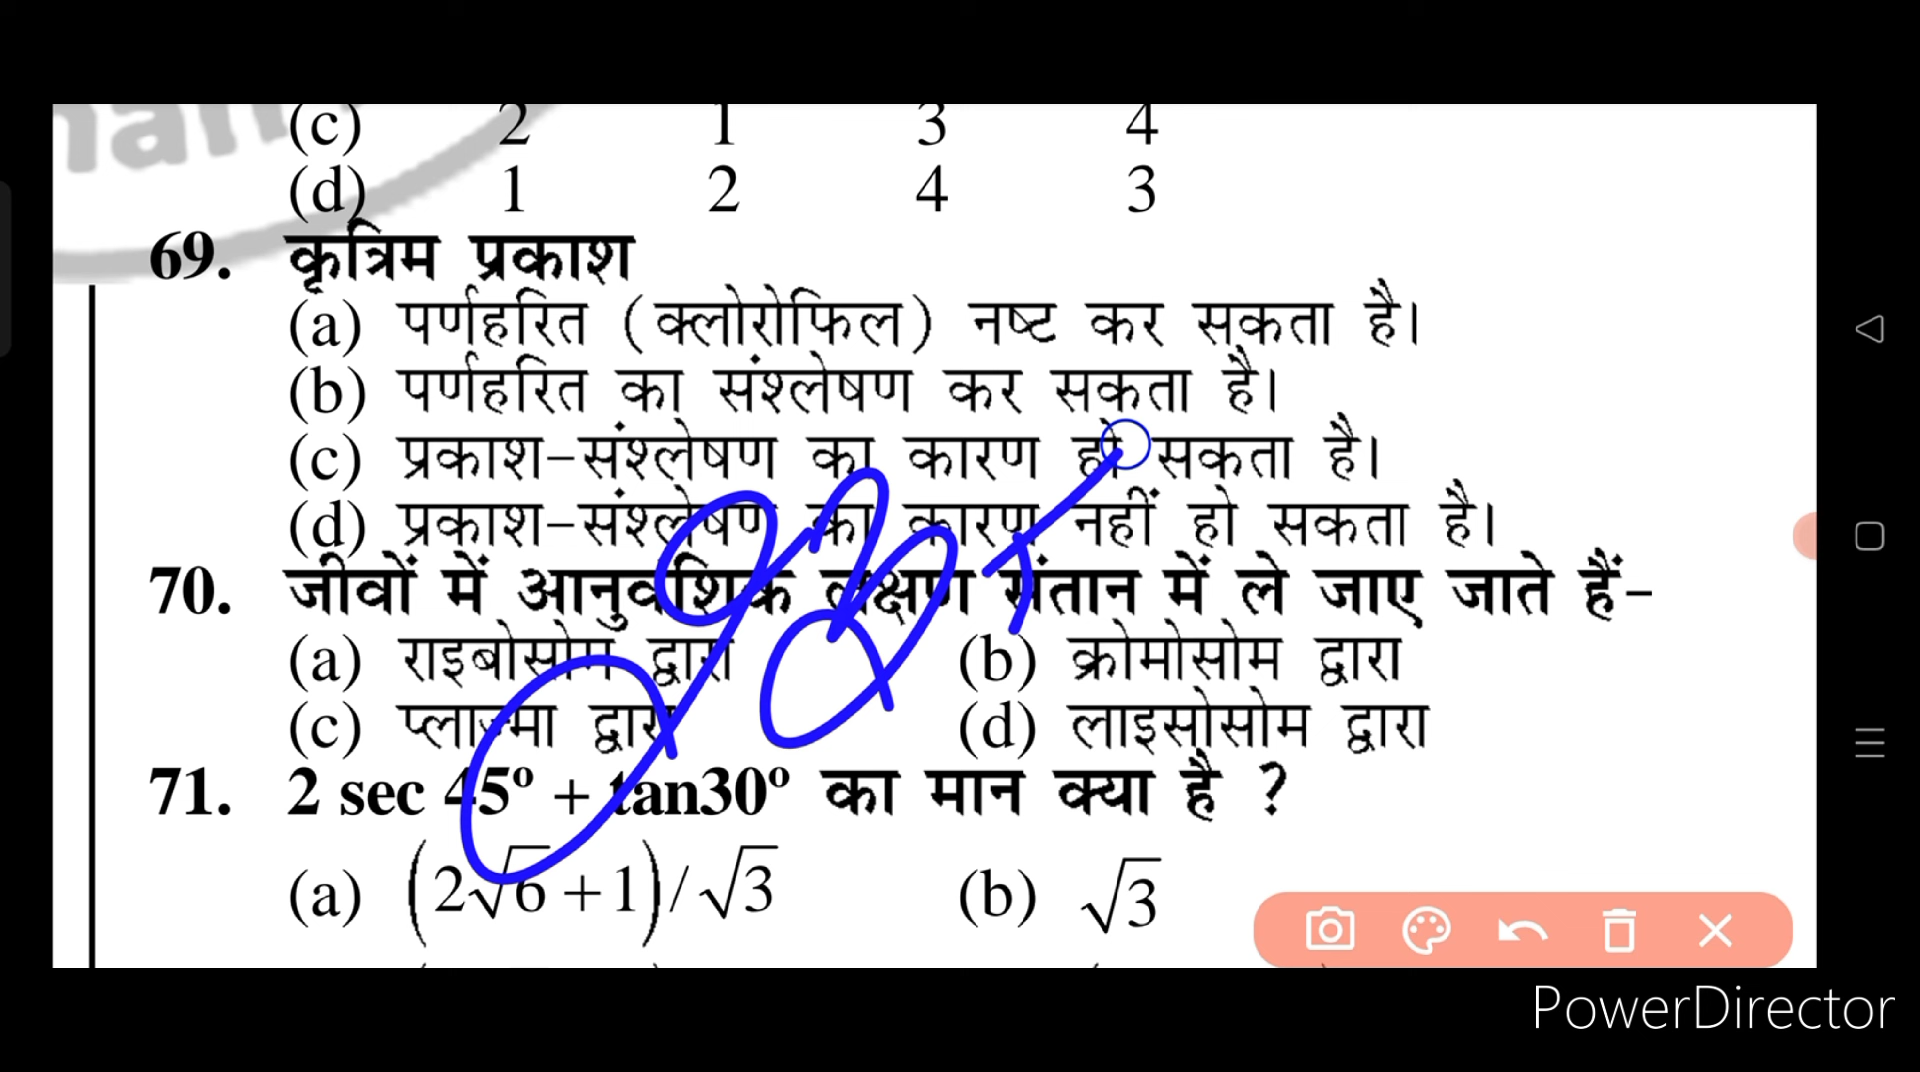 (c) 2 1 3 4
(d) 1 2 4 3
69. कृत्रिम प्रकाश
(a) पर्णहरित (क्लोरोफिल) नष्ट कर सकता है।
(b) पर्णहरित का संश्लेषण कर सकता है।
(c) प्रकाश-संश्लेषण का कारण हो सकता है।
(d) प्रकाश-संश्लेषण का कारण नहीं हो सकता है।
70. जीवों में आनुवंशिक लक्षण संतान में ले जाए जाते हैं-
(a) राइबोसोम द्वारा (b) क्रोमोसोम द्वारा
(c) प्लाज्मा द्वारा (d) लाइसोसोम द्वारा
71. 2 sec 45º + tan30º का मान क्या है ?
(a) (2√6+1)/√3 (b) √3
PowerDirector